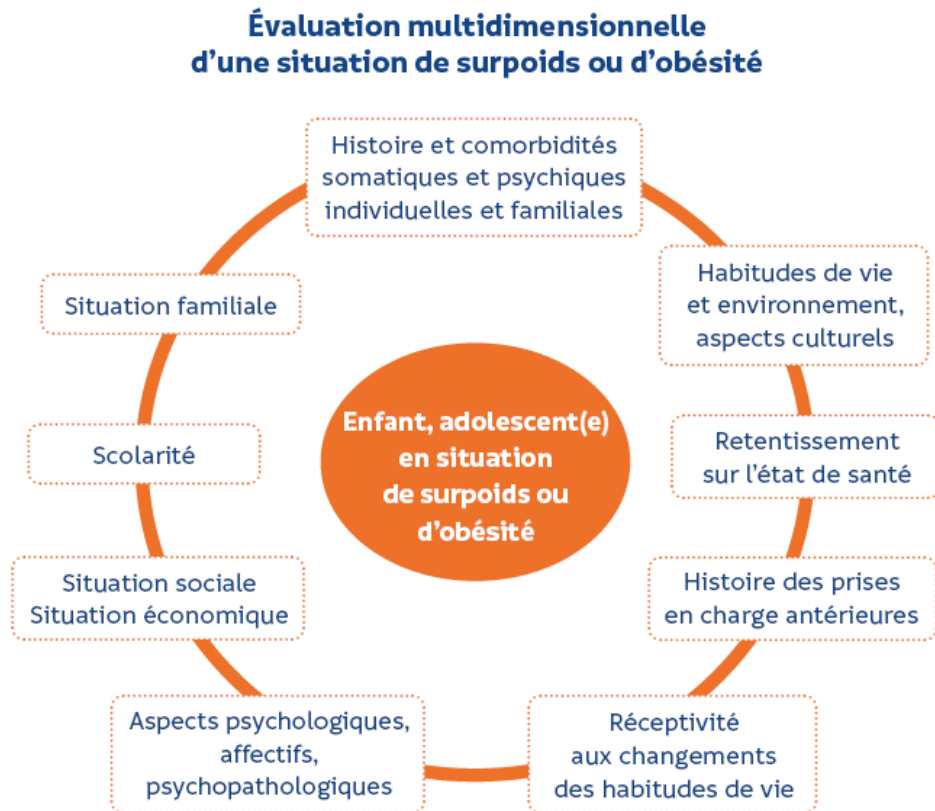 Évaluation multidimensionnelle
d'une situation de surpoids ou d'obésité
Histoire et comorbidités
somatiques et psychiques
individuelles et familiales
Habitudes de vie
et environnement,
aspects culturels
Retentissement
sur l'état de santé
Histoire des prises
en charge antérieures
Réceptivité
aux changements
des habitudes de vie
Aspects psychologiques,
affectifs,
psychopathologiques
Situation sociale
Situation économique
Scolarité
Situation familiale
Enfant, adolescent(e)
en situation
de surpoids ou
d'obésité